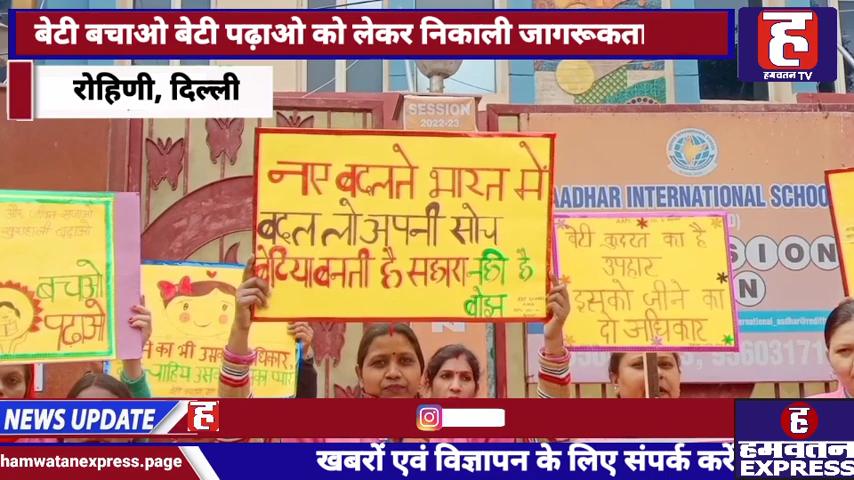 बेटी बचाओ बेटी पढ़ाओ को लेकर निकाली जागरूकता
ह
हमवतन TV
रोहिणी, दिल्ली
SESSION
2022-23
AADHAR INTERNATIONAL SCHOO
नए बदलते भारत में
बदल लो अपनी सोच
बेटिया बनती है सहारा नही है
बोझ
बचाओ
पढ़ाओ
बेटी कुदरत का है
उपहार
इसको जीने का
दो अधिकार
SSION
N
NEWS UPDATE
ह
hamwatanexpress.page
खबरों एवं विज्ञापन के लिए संपर्क करें
ह
हमवतन
EXPRESS